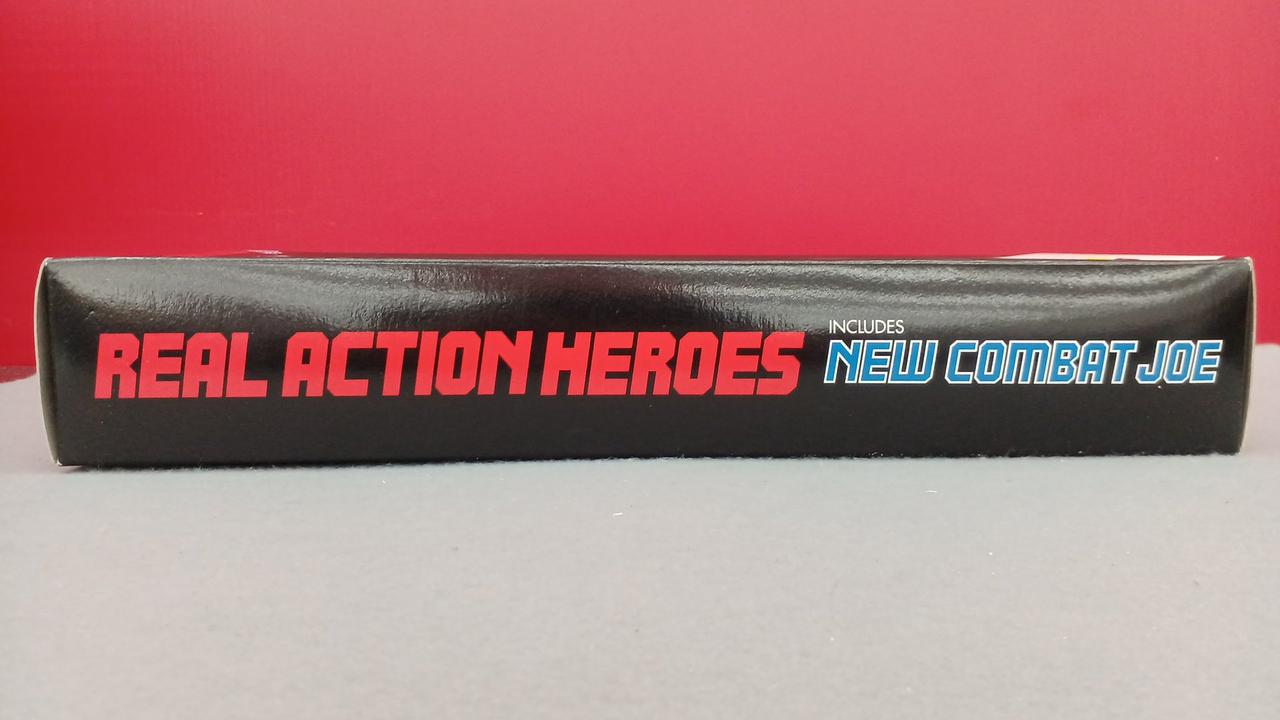 REAL ACTION HEROES
INCLUDES
NEW COMBAT JOE